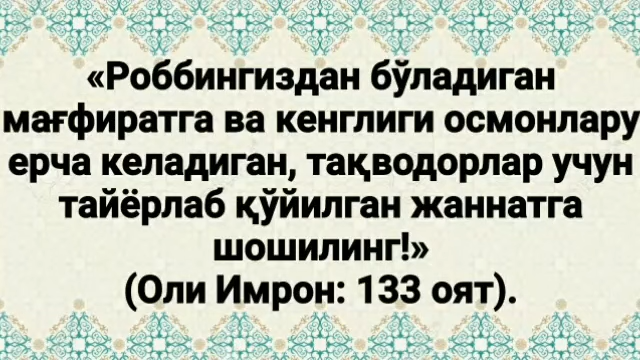 «Роббингиздан бўладиган
мағфиратга ва кенглиги осмонлару
ерча келадиган, тақводорлар учун
тайёрлаб қўйилган жаннатга
шошилинг!»
(Оли Имрон: 133 оят).